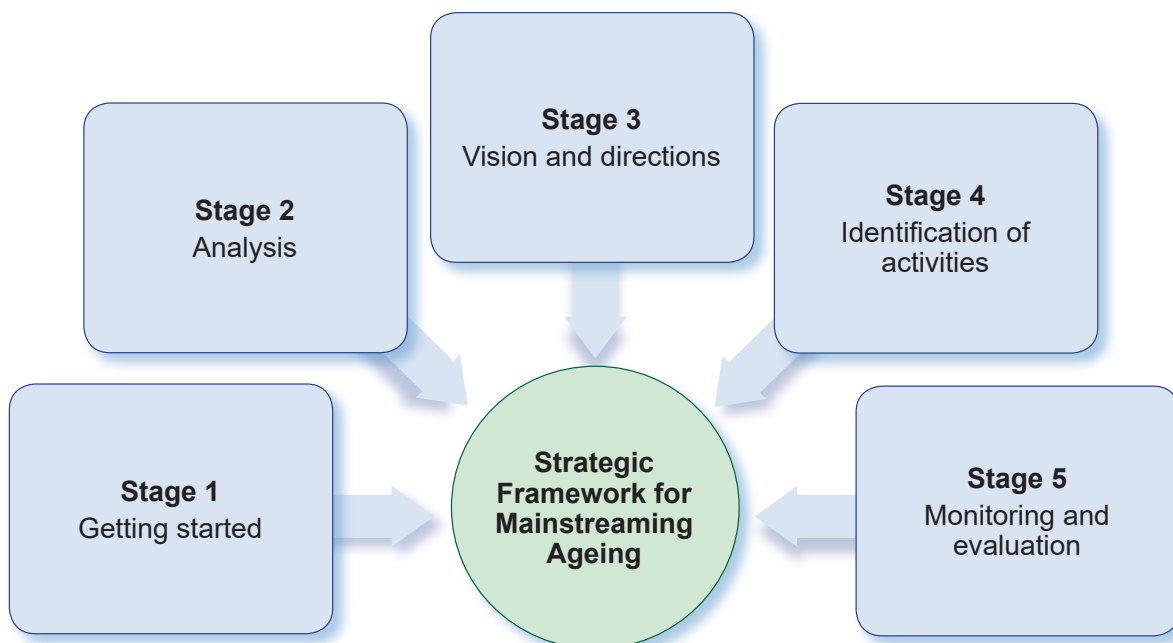 Stage 1
Getting started
Stage 2
Analysis
Stage 3
Vision and directions
Stage 4
Identification of
activities
Stage 5
Monitoring and
evaluation
Strategic
Framework for
Mainstreaming
Ageing